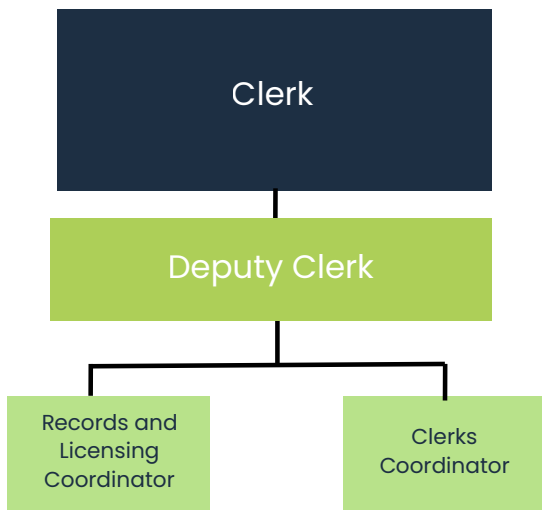 Clerk
Deputy Clerk
Records and
Licensing
Coordinator
Clerks
Coordinator